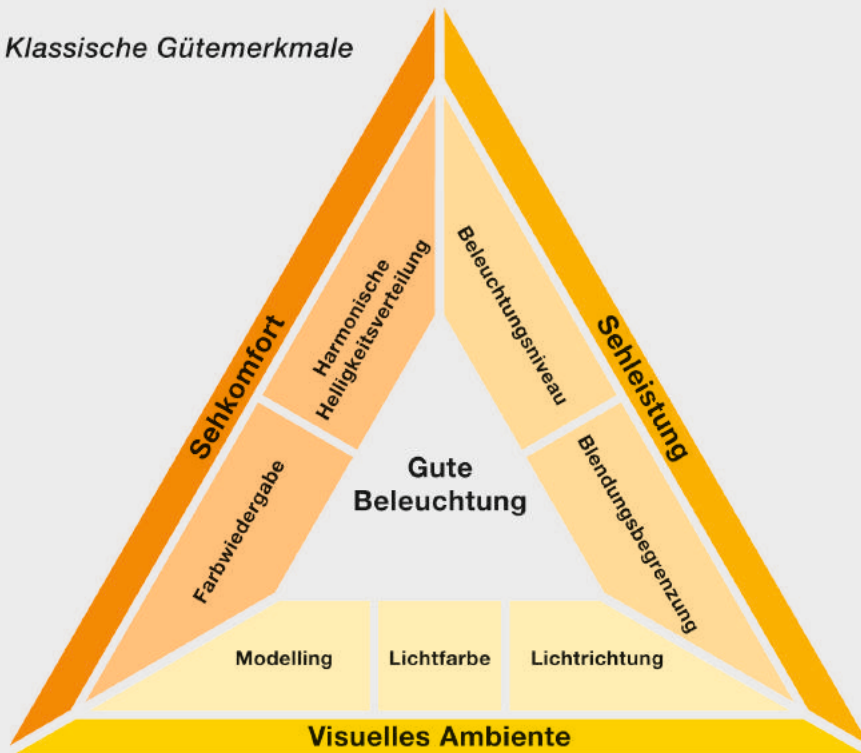 Klassische Gütemerkmale
Sehkomfort
Harmonische
Helligkeitsverteilung
Farbwiedergabe
Sehleistung
Beleuchtungsniveau
Blendungsbegrenzung
Gute
Beleuchtung
Modelling
Lichtfarbe
Lichtrichtung
Visuelles Ambiente